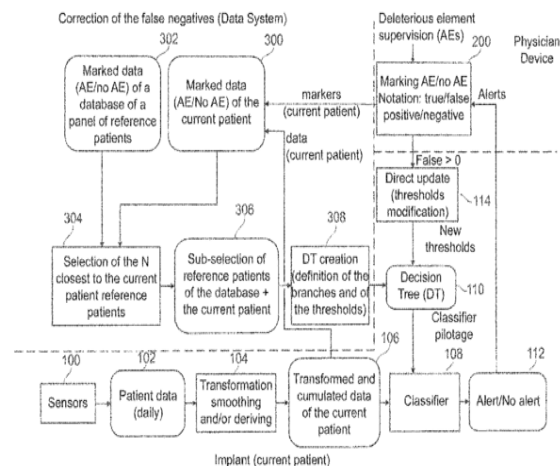 Correction of the false negatives (Data System)
Deleterious element
supervision (AEs)
Physician
Device
302
300
200
Marked data
(AE/no AE) of a
database of a
panel of reference
patients
Marked data
(AE/No AE) of the
current patient
markers
(current patient)
data
(current patient)
Marking AE/no AE
Notation: true/false
positive/negative
Alerts
False > 0
Direct update
(thresholds
modification)
114
New
thresholds
304
306
308
Selection of the N
closest to the current
patient reference
patients
Sub-selection of
reference patients
of the database +
the current patient
DT creation
(definition of the
branches and of
the thresholds)
Decision
Tree (DT)
110
Classifier
pilotage
100
102
104
106
108
112
Sensors
Patient data
(daily)
Transformation
smoothing
and/or deriving
Transformed and
cumulated data
of the current
patient
Classifier
Alert/No alert
Implant (current patient)